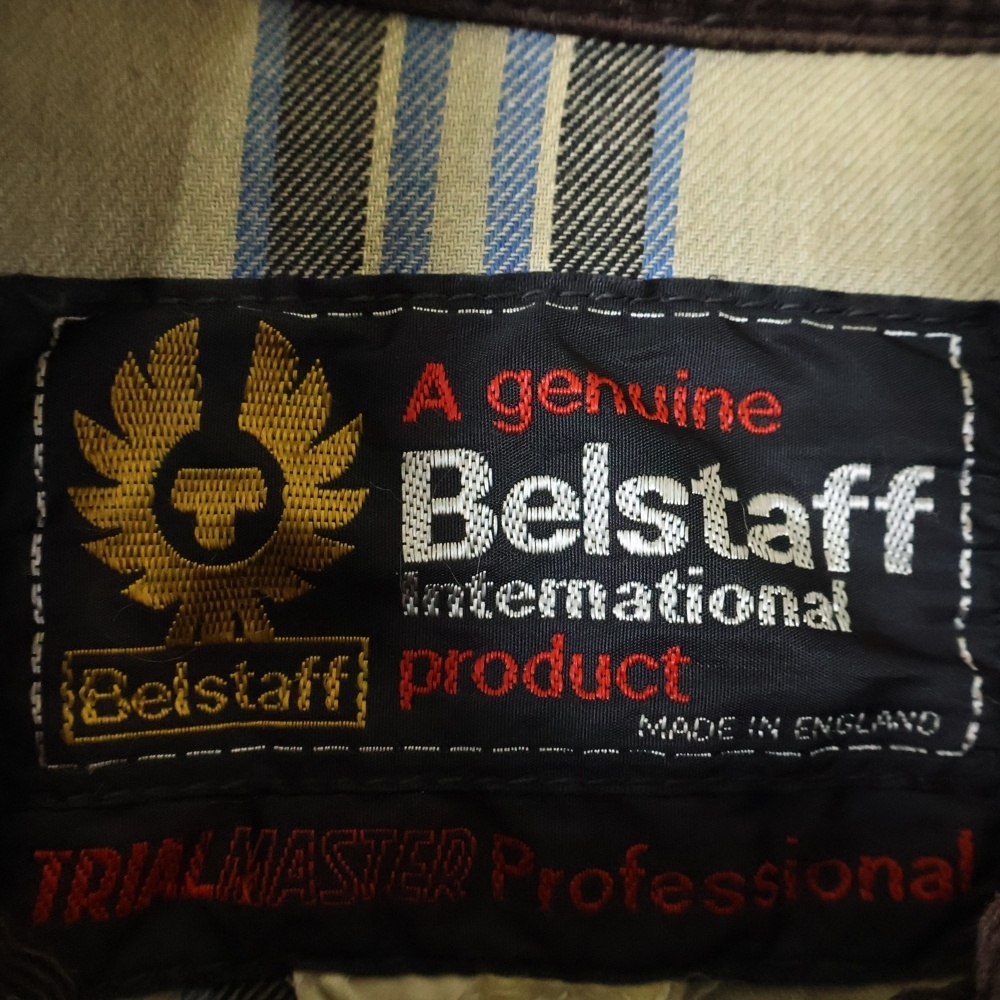 A genuine
Belstaff
International
product
Belstaff
MADE IN ENGLAND
TRIALMASTER Professional